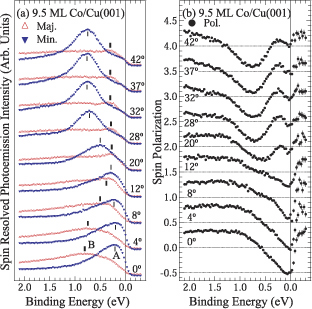 (a) 9.5 ML Co/Cu(001)
Maj.
Min.
Spin Resolved Photoemission Intensity (Arb. Units)
42°
37°
32°
28°
20°
12°
8°
4°
0°
B
A
2.0 1.5 1.0 0.5 0.0
Binding Energy (eV)
(b) 9.5 ML Co/Cu(001)
Pol.
Spin Polarization
4.5
4.0
3.5
3.0
2.5
2.0
1.5
1.0
0.5
0.0
-0.5
42°
37°
32°
28°
20°
12°
8°
4°
0°
2.0 1.5 1.0 0.5 0.0
Binding Energy (eV)